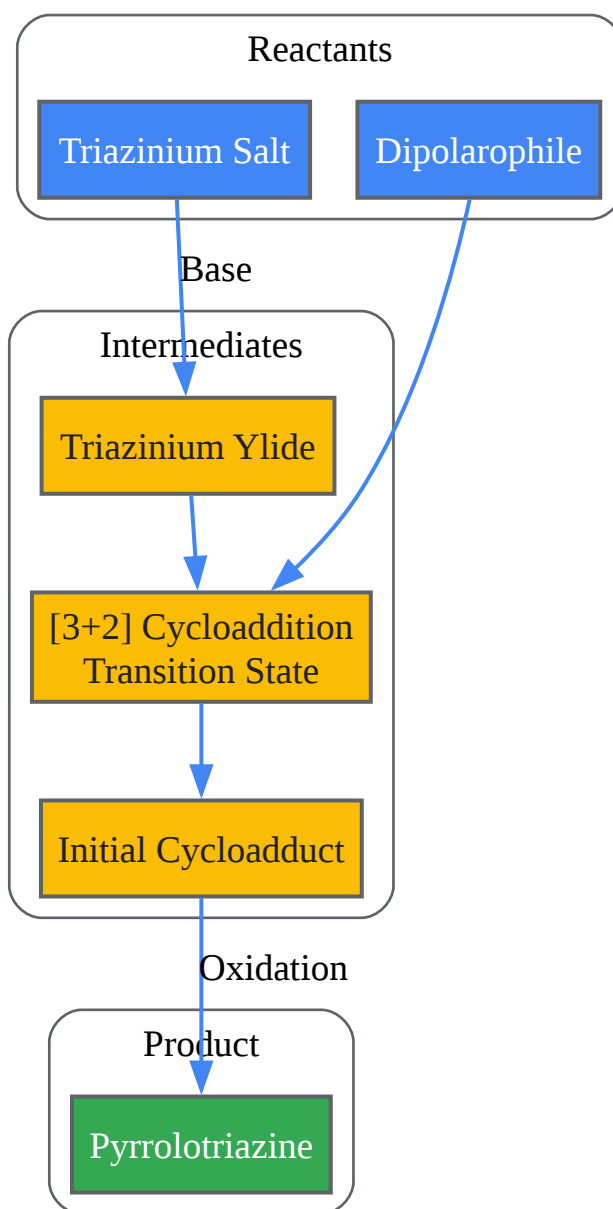 Reactants
Triazinium Salt
Dipolarophile
Base
Intermediates
Triazinium Ylide
[3+2] Cycloaddition
Transition State
Initial Cycloadduct
Oxidation
Product
Pyrrolotriazine